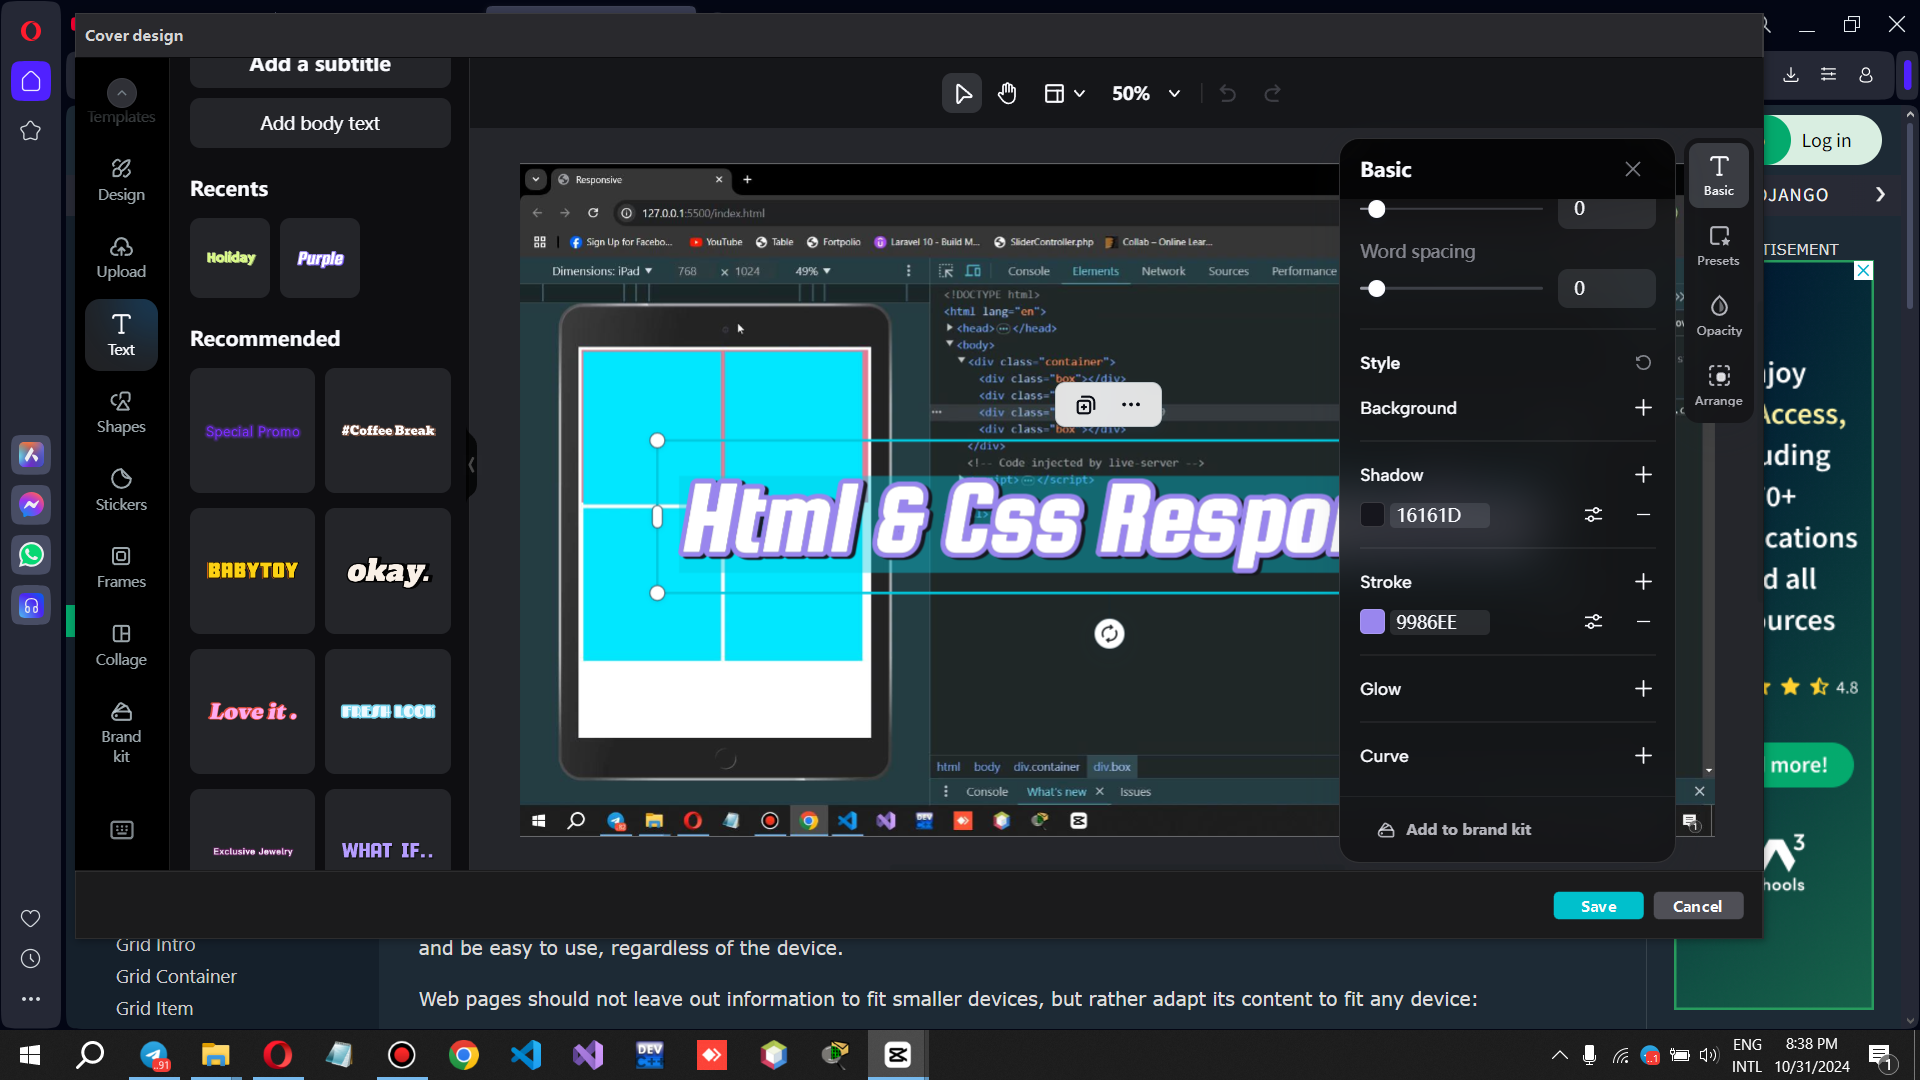 Cover design
Add a subtitle
Add body text
Templates
Design
Upload
Text
Shapes
Stickers
Frames
Collage
Brand
kit
Recents
Holiday
Purple
Recommended
Special Promo
#Coffee Break
BABYTOY
okay.
Love it.
FRESH LOOK
Exclusive Jewelry
WHAT IF..
50%
Responsive
127.0.0.1:5500/index.html
Sign Up for Facebo...
YouTube
Table
Fortpolio
Laravel 10 - Build M...
SliderController.php
Collab – Online Lear...
Dimensions: iPad
768
× 1024
49%
Console
Elements
Network
Sources
Performance
<!DOCTYPE html>
<html lang="en">
<head> </head>
<body>
<div class="container">
<div class="box"></div>
<div class=
<div class=
<div class="box"></div>
</div>
<!-- Code injected by live-server -->
</script>
Html & Css Respon
html
body
div.container
div.box
Console
What's new
Issues
Basic
0
Word spacing
0
Style
Background
Shadow
16161D
Stroke
9986EE
Glow
Curve
Add to brand kit
Basic
Presets
Opacity
Arrange
Save
Cancel
Log in
DJANGO
TISEMENT
joy
Access,
uding
0+
cations
d all
ources
4.8
more!
3
hools
Grid Intro
Grid Container
Grid Item
and be easy to use, regardless of the device.
Web pages should not leave out information to fit smaller devices, but rather adapt its content to fit any device:
..91
DEV
C++
ENG
INTL
8:38 PM
10/31/2024
1